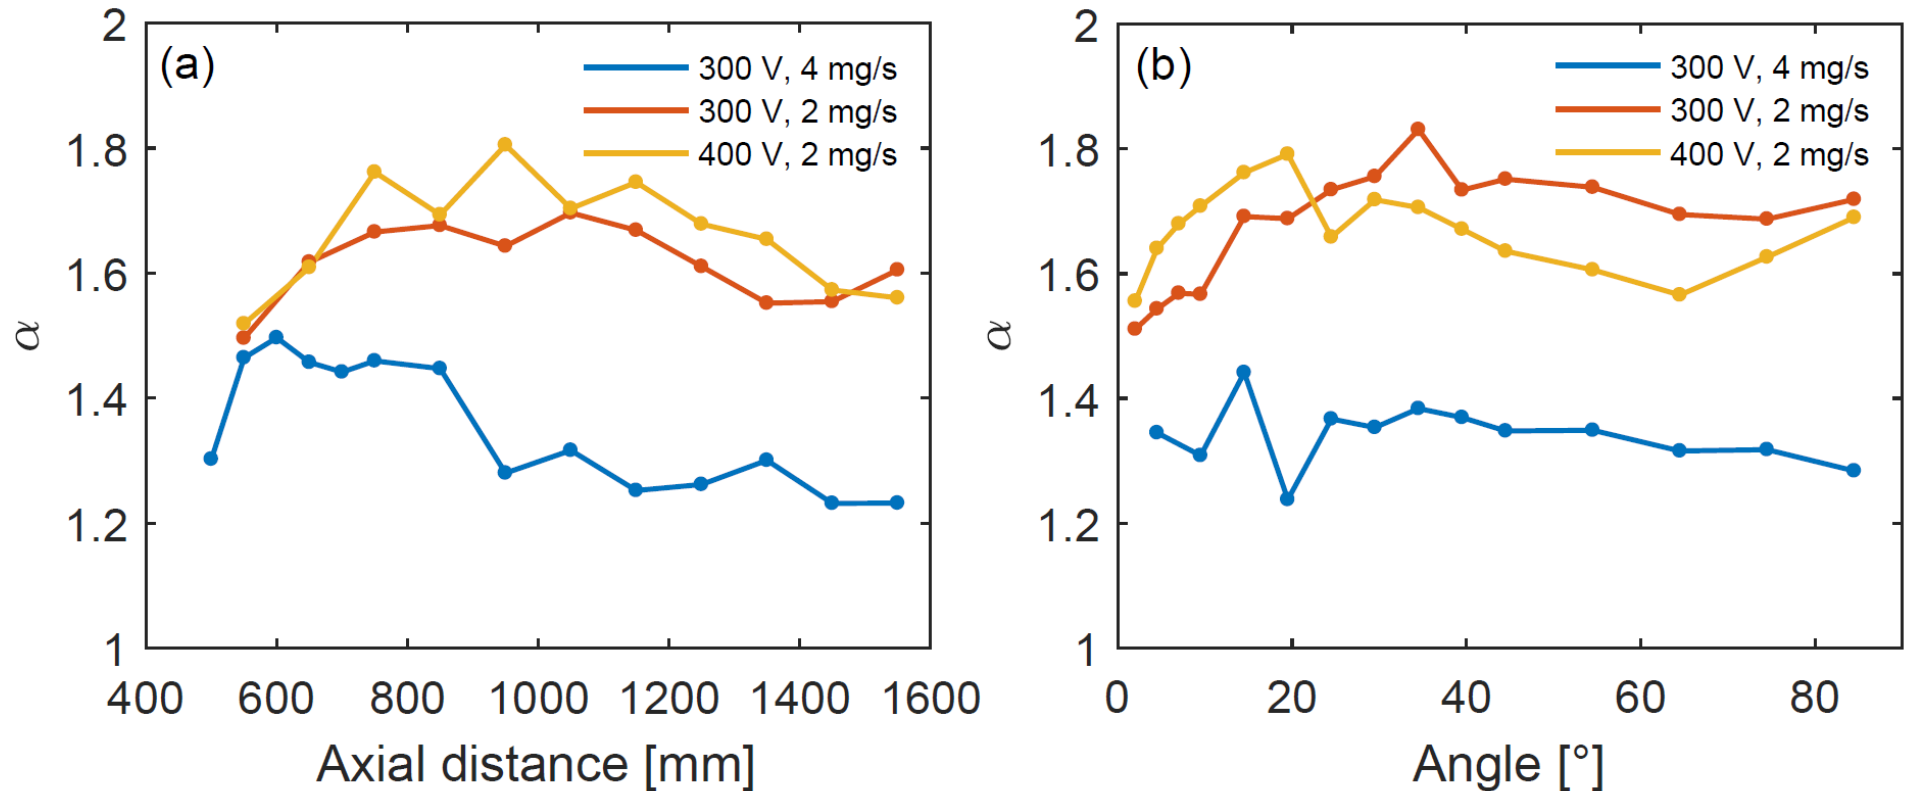 (a)
300 V, 4 mg/s
300 V, 2 mg/s
400 V, 2 mg/s
2
1.8
1.6
1.4
1.2
1
α
400 600 800 1000 1200 1400 1600
Axial distance [mm]
(b)
300 V, 4 mg/s
300 V, 2 mg/s
400 V, 2 mg/s
2
1.8
1.6
1.4
1.2
1
α
0 20 40 60 80
Angle [°]